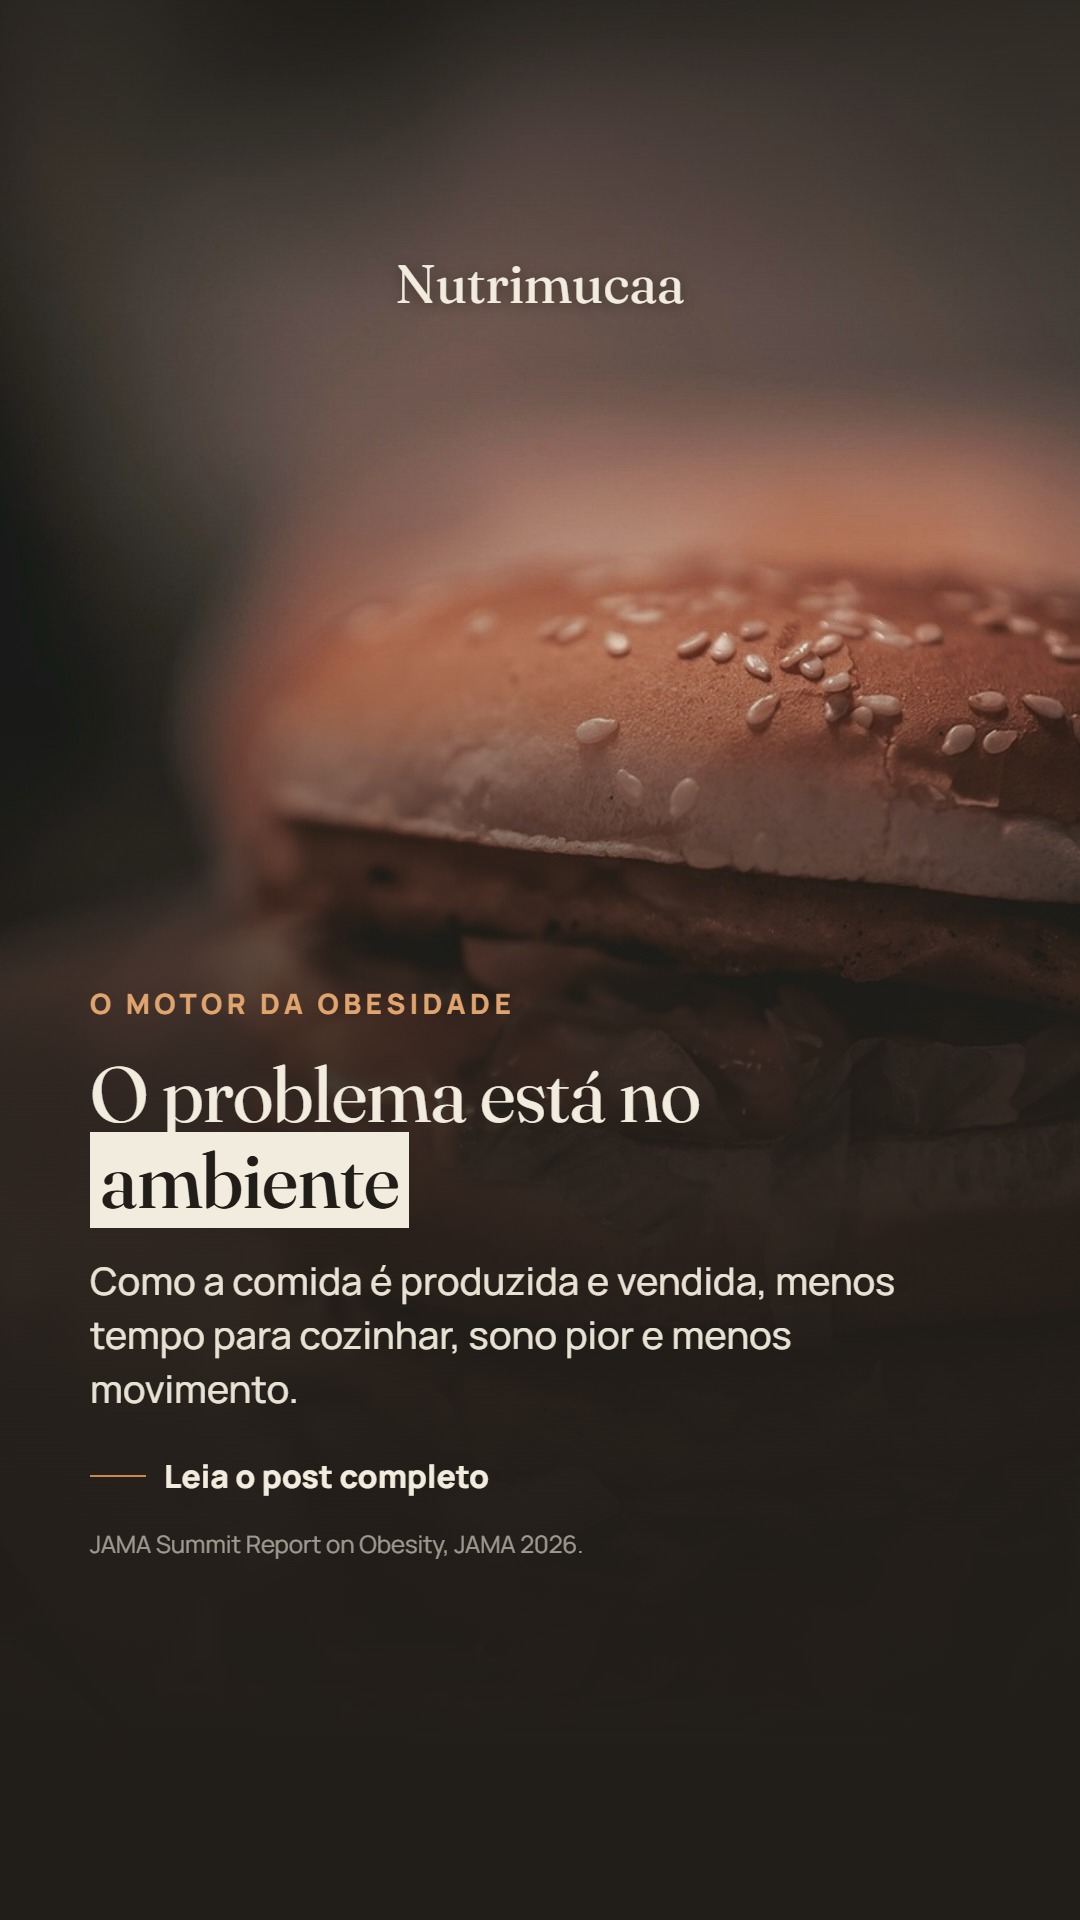 Nutrimucaa
O MOTOR DA OBESIDADE
O problema está no
ambiente
Como a comida é produzida e vendida, menos
tempo para cozinhar, sono pior e menos
movimento.
Leia o post completo
JAMA Summit Report on Obesity, JAMA 2026.